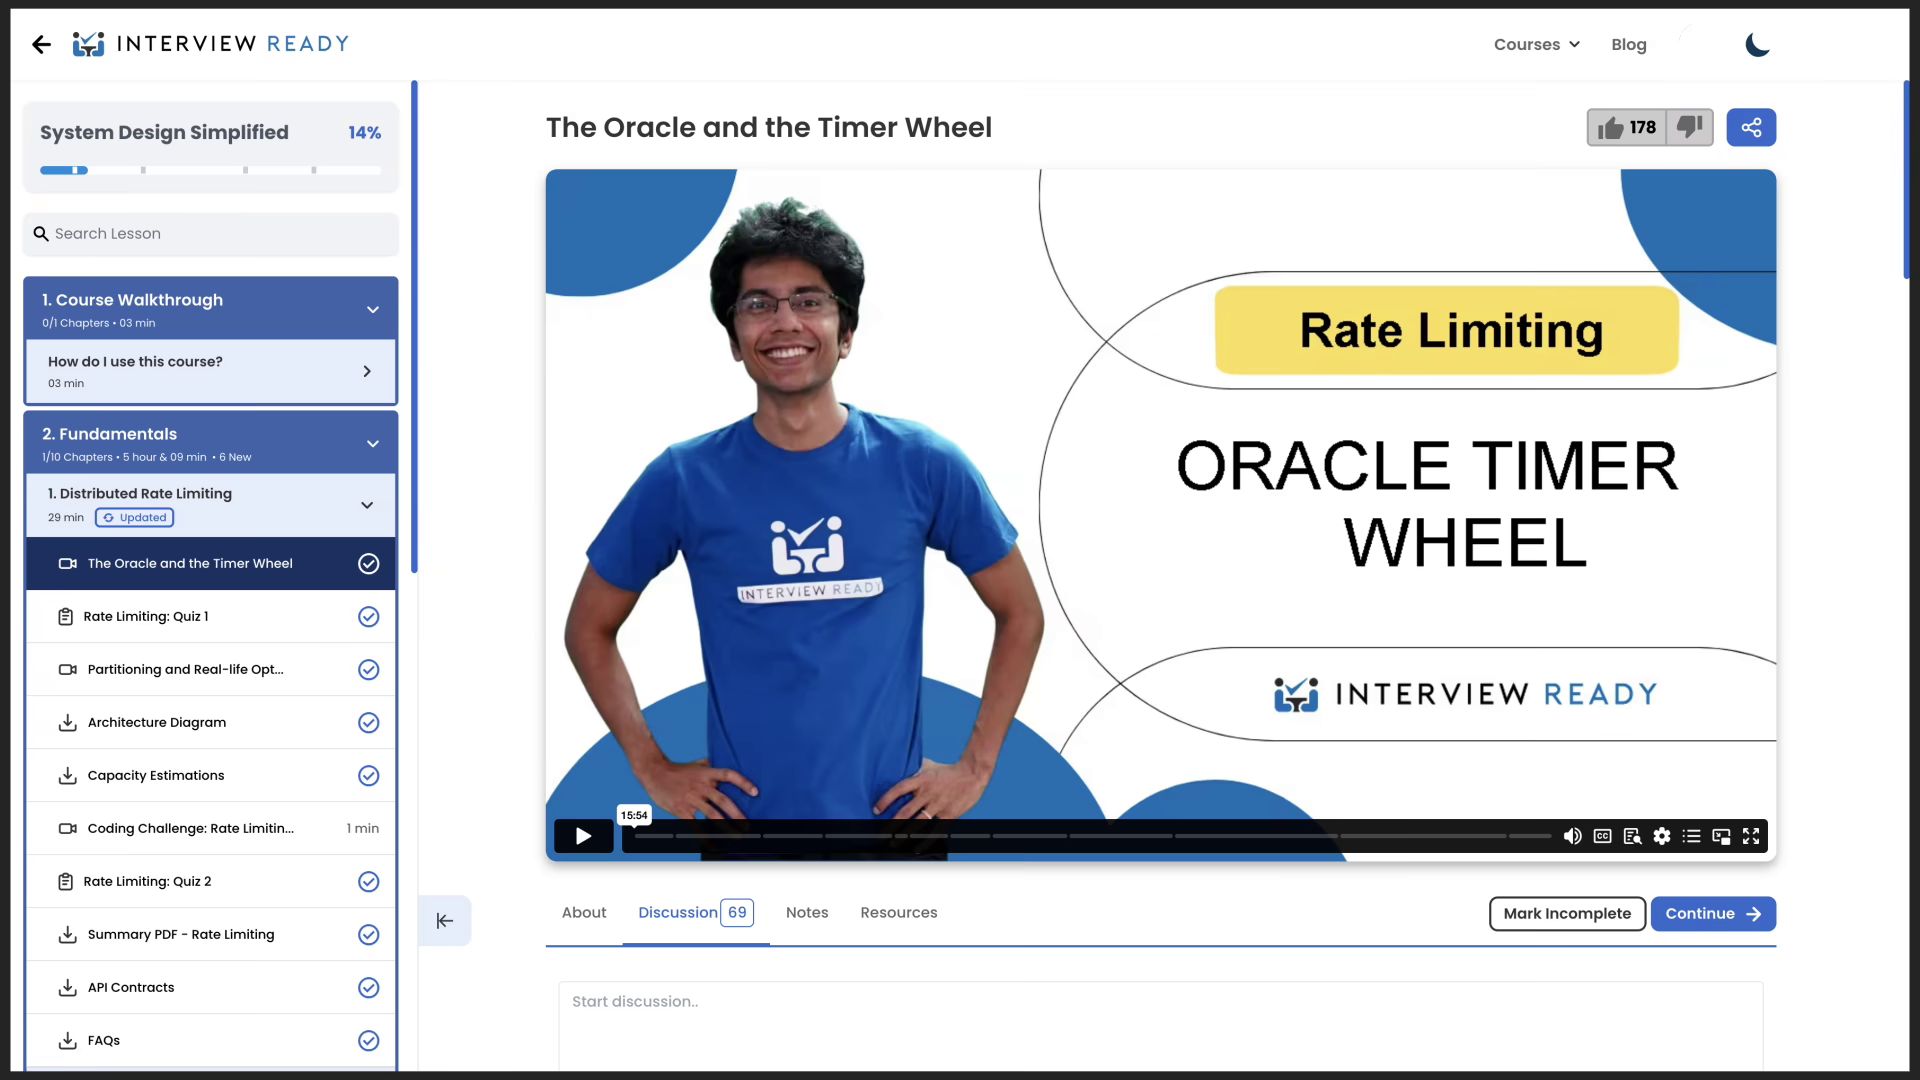 INTERVIEW READY
Courses
Blog
System Design Simplified
14%
Search Lesson
1. Course Walkthrough
0/1 Chapters • 03 min
How do I use this course?
03 min
2. Fundamentals
1/10 Chapters • 5 hour & 09 min • 6 New
1. Distributed Rate Limiting
29 min
Updated
The Oracle and the Timer Wheel
Rate Limiting: Quiz 1
Partitioning and Real-life Opt...
Architecture Diagram
Capacity Estimations
Coding Challenge: Rate Limitin...
1 min
Rate Limiting: Quiz 2
Summary PDF - Rate Limiting
API Contracts
FAQs
The Oracle and the Timer Wheel
178
Rate Limiting
ORACLE TIMER
WHEEL
INTERVIEW READY
INTERVIEW READY
15:54
CC
About
Discussion 69
Notes
Resources
Mark Incomplete
Continue
Start discussion..